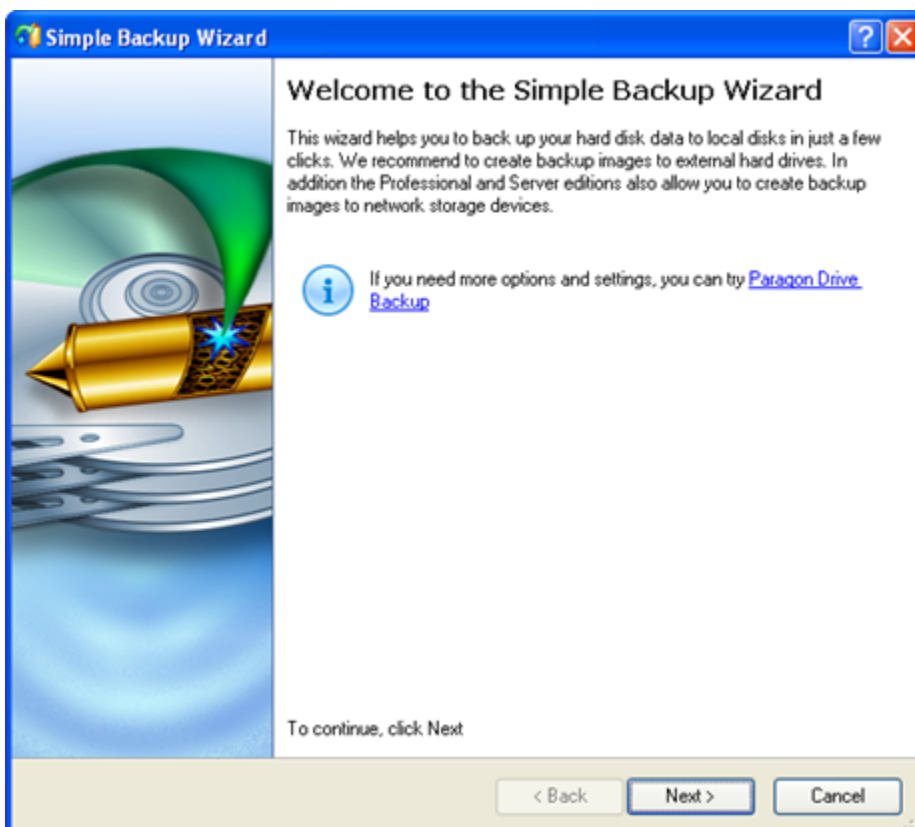 Simple Backup Wizard
Welcome to the Simple Backup Wizard
This wizard helps you to back up your hard disk data to local disks in just a few
clicks. We recommend to create backup images to external hard drives. In
addition the Professional and Server editions also allow you to create backup
images to network storage devices.
If you need more options and settings, you can try Paragon Drive
Backup
To continue, click Next
< Back Next > Cancel